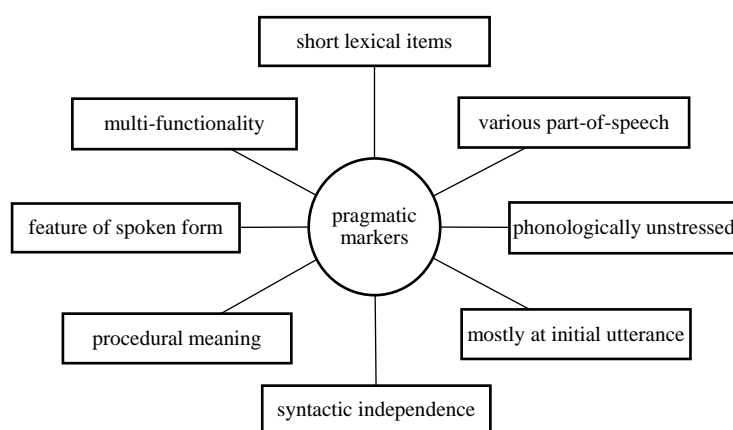 short lexical items
multi-functionality
various part-of-speech
feature of spoken form
pragmatic
markers
phonologically unstressed
procedural meaning
mostly at initial utterance
syntactic independence